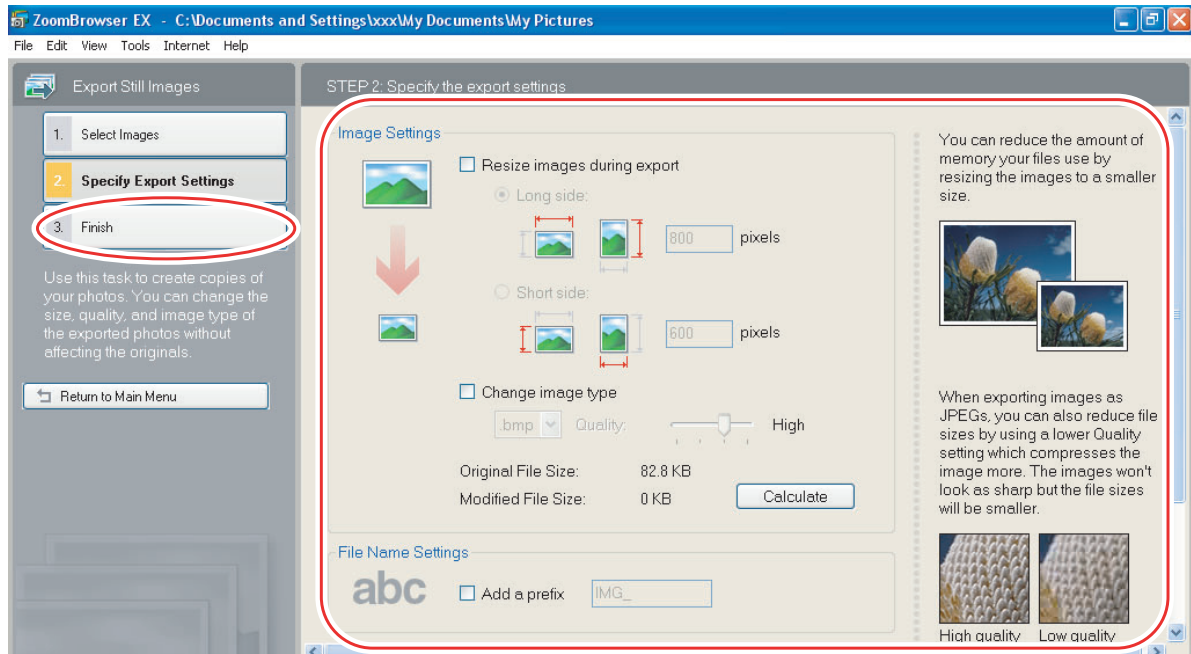 ZoomBrowser EX - C:\Documents and Settings\xxx\My Documents\My Pictures
File Edit View Tools Internet Help
Export Still Images
1. Select Images
2. Specify Export Settings
3. Finish
Use this task to create copies of
your photos. You can change the
size, quality, and image type of
the exported photos without
affecting the originals.
Return to Main Menu
STEP 2: Specify the export settings
Image Settings
Resize images during export
Long side:
800 pixels
Short side:
600 pixels
Change image type
.bmp Quality: High
Original File Size: 82.8 KB
Modified File Size: 0 KB Calculate
File Name Settings
abc Add a prefix IMG_
You can reduce the amount of
memory your files use by
resizing the images to a smaller
size.
When exporting images as
JPEGs, you can also reduce file
sizes by using a lower Quality
setting which compresses the
image more. The images won't
look as sharp but the file sizes
will be smaller.
High quality Low quality